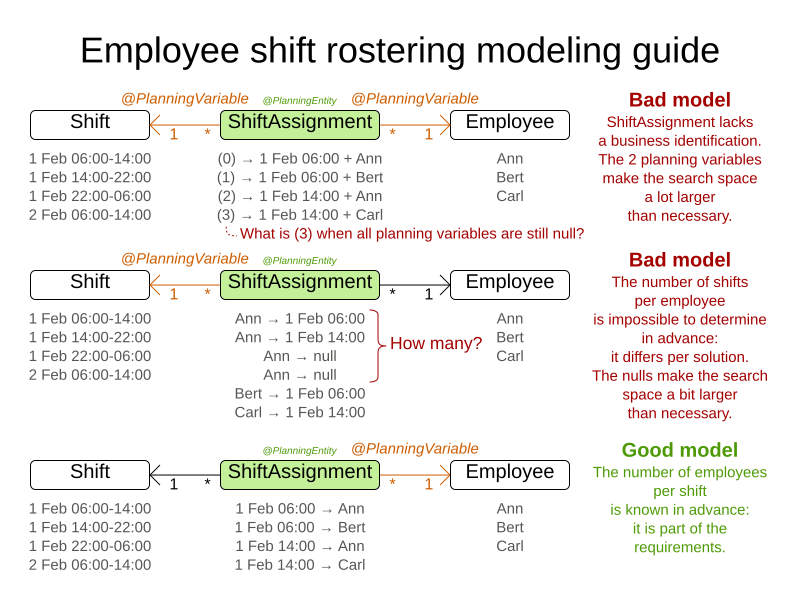 Employee shift rostering modeling guide
@PlanningVariable @PlanningEntity @PlanningVariable
Shift 1 * ShiftAssignment * 1 Employee
1 Feb 06:00-14:00 (0) → 1 Feb 06:00 + Ann Ann
1 Feb 14:00-22:00 (1) → 1 Feb 06:00 + Bert Bert
1 Feb 22:00-06:00 (2) → 1 Feb 14:00 + Ann Carl
2 Feb 06:00-14:00 (3) → 1 Feb 14:00 + Carl
What is (3) when all planning variables are still null?
Bad model
ShiftAssignment lacks
a business identification.
The 2 planning variables
make the search space
a lot larger
than necessary.
@PlanningVariable @PlanningEntity
Shift 1 * ShiftAssignment * 1 Employee
1 Feb 06:00-14:00 Ann → 1 Feb 06:00 Ann
1 Feb 14:00-22:00 Ann → 1 Feb 14:00 Bert
How many?
1 Feb 22:00-06:00 Ann → null Carl
2 Feb 06:00-14:00 Ann → null
Bert → 1 Feb 06:00
Carl → 1 Feb 14:00
Bad model
The number of shifts
per employee
is impossible to determine
in advance:
it differs per solution.
The nulls make the search
space a bit larger
than necessary.
@PlanningEntity @PlanningVariable
Shift 1 * ShiftAssignment * 1 Employee
1 Feb 06:00-14:00 1 Feb 06:00 → Ann Ann
1 Feb 14:00-22:00 1 Feb 06:00 → Bert Bert
1 Feb 22:00-06:00 1 Feb 14:00 → Ann Carl
2 Feb 06:00-14:00 1 Feb 14:00 → Carl
Good model
The number of employees
per shift
is known in advance:
it is part of the
requirements.